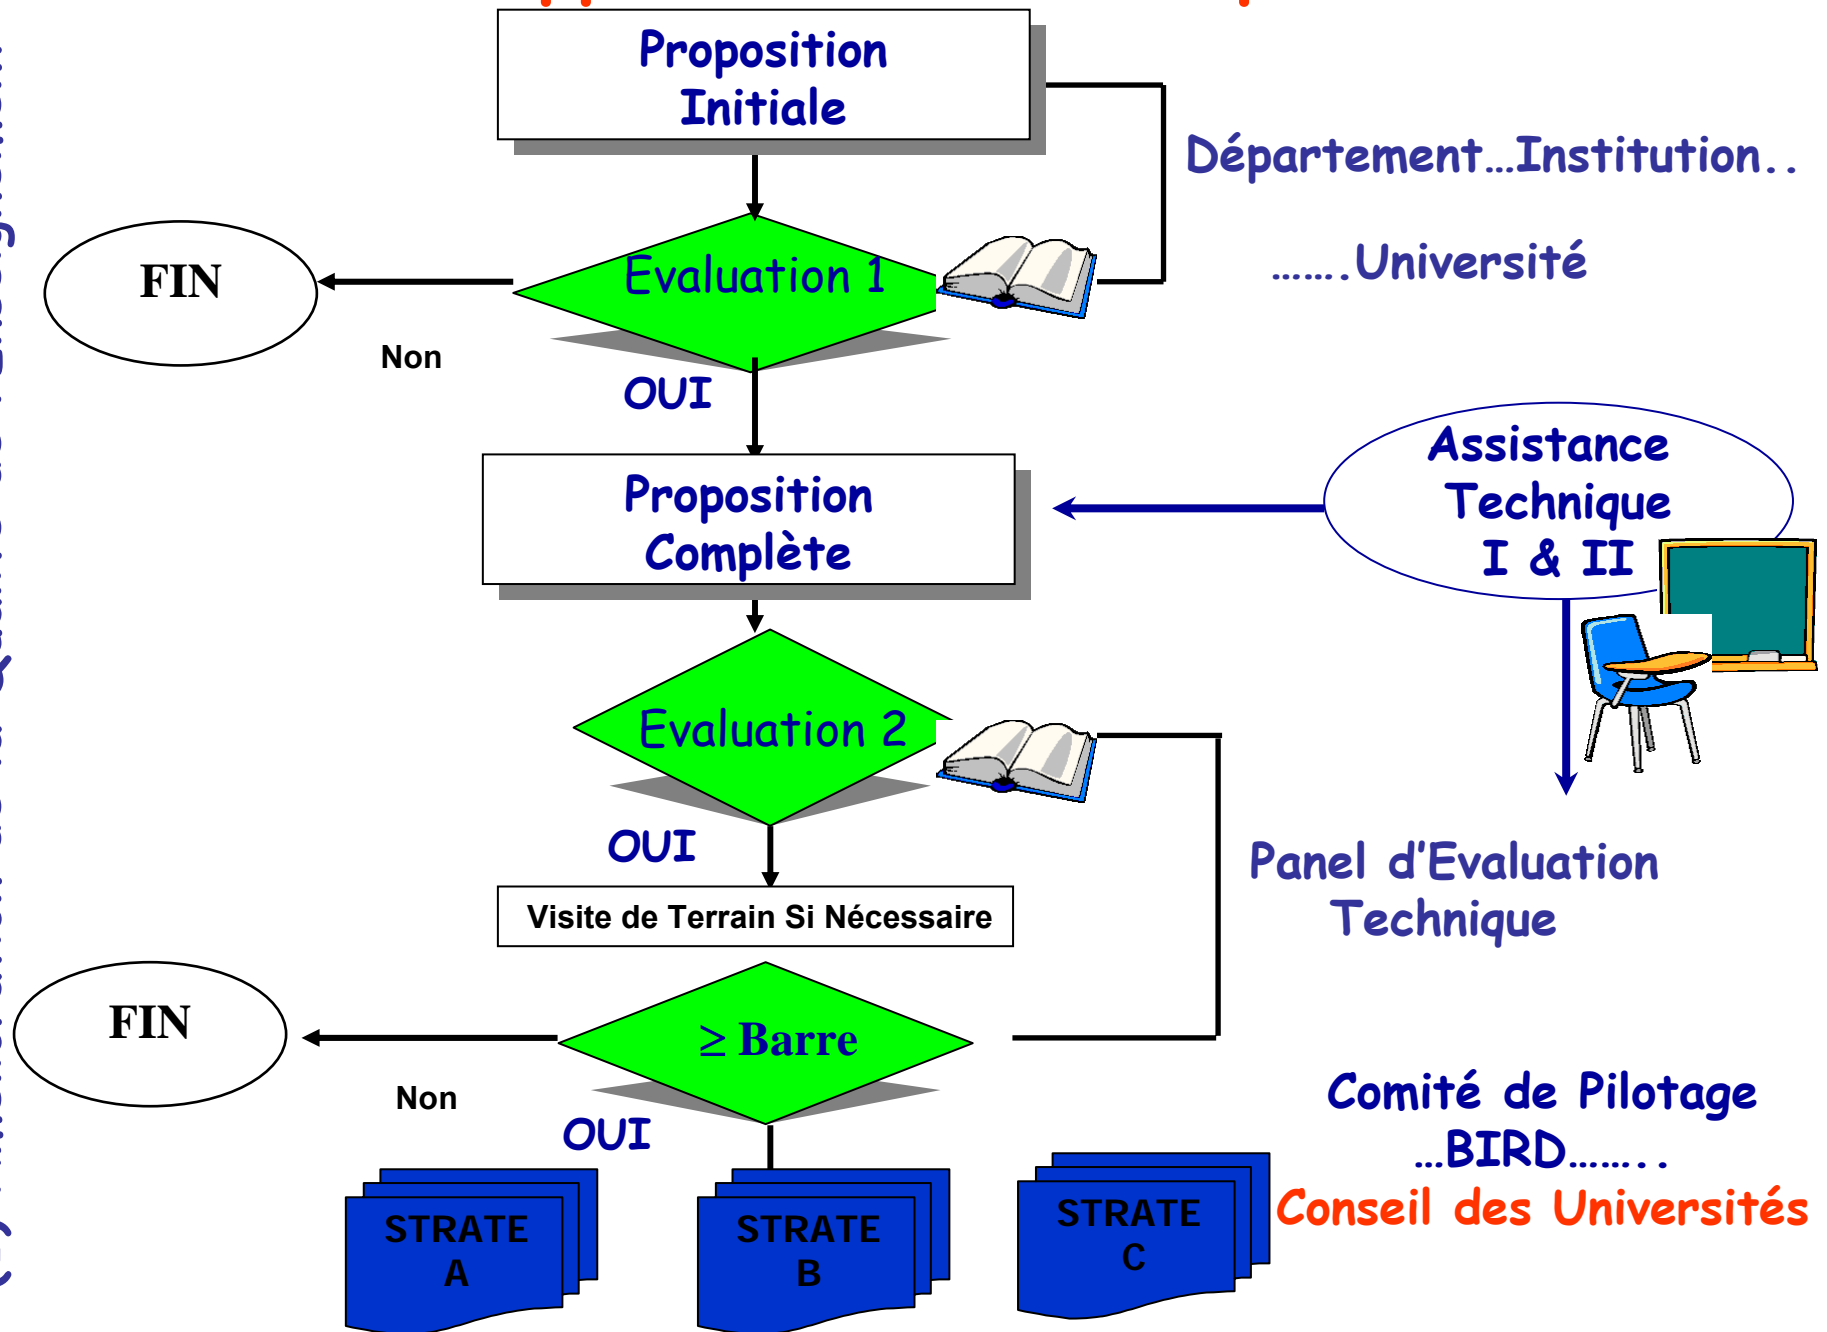 Proposition
Initiale
Département…Institution..
…….Université
FIN
Evaluation 1
Non
OUI
Assistance
Technique
I & II
Proposition
Complète
Evaluation 2
OUI
Panel d’Evaluation
Technique
Visite de Terrain Si Nécessaire
FIN
≥ Barre
Non
OUI
Comité de Pilotage
…BIRD……..
Conseil des Universités
STRATE
A
STRATE
B
STRATE
C